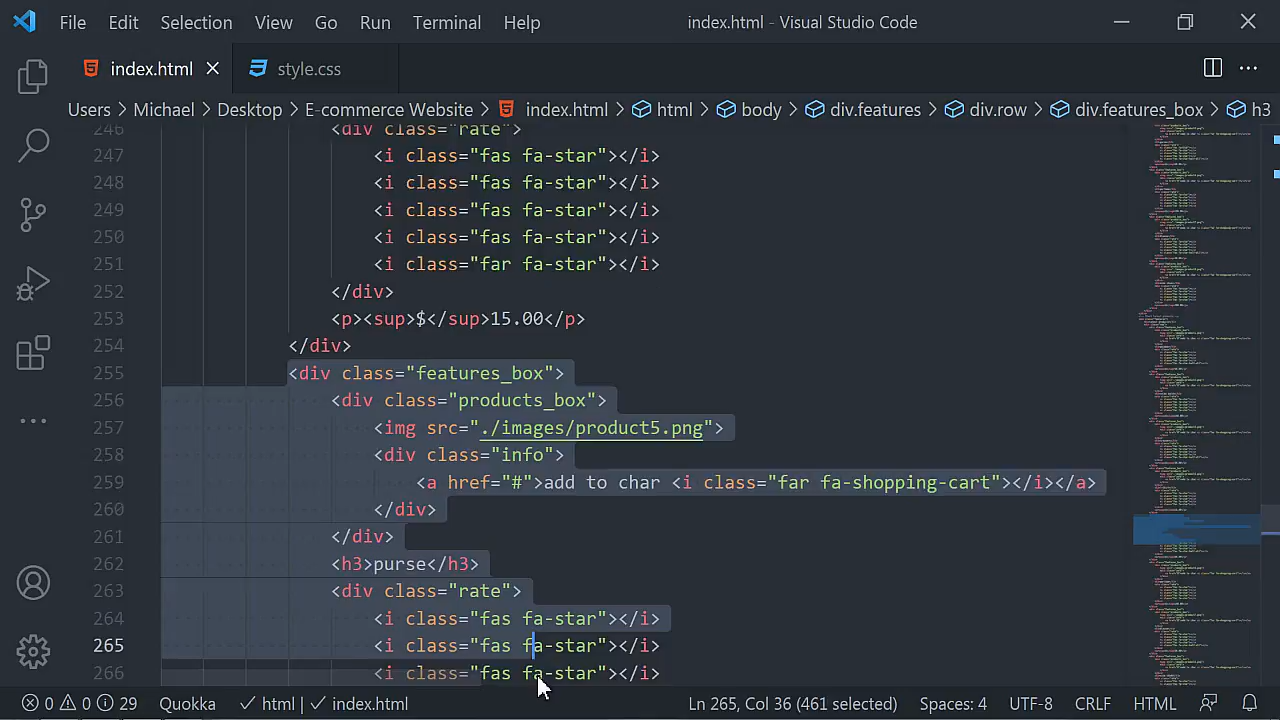 File Edit Selection View Go Run Terminal Help index.html - Visual Studio Code
index.html style.css
Users > Michael > Desktop > E-commerce Website > index.html > html > body > div.features > div.row > div.features_box > h3
246 <div class="rate">
247 <i class="fas fa-star"></i>
248 <i class="fas fa-star"></i>
249 <i class="fas fa-star"></i>
250 <i class="fas fa-star"></i>
251 <i class="far fa-star"></i>
252 </div>
253 <p><sup>$</p>15.00</p>
254 </div>
255 <div class="features_box">
256 <div class="products_box">
257 <img src="./images/product5.png">
258 <div class="info">
259 <a href="#">add to char <i class="far fa-shopping-cart"></i></a>
260 </div>
261 </div>
262 <h3>purse</h3>
263 <div class="rate">
264 <i class="fas fa-star"></i>
265 <i class="fas fa-star"></i>
266 <i class="fas fa-star"></i>
0 0 29 Quokka html | index.html Ln 265, Col 36 (461 selected) Spaces: 4 UTF-8 CRLF HTML